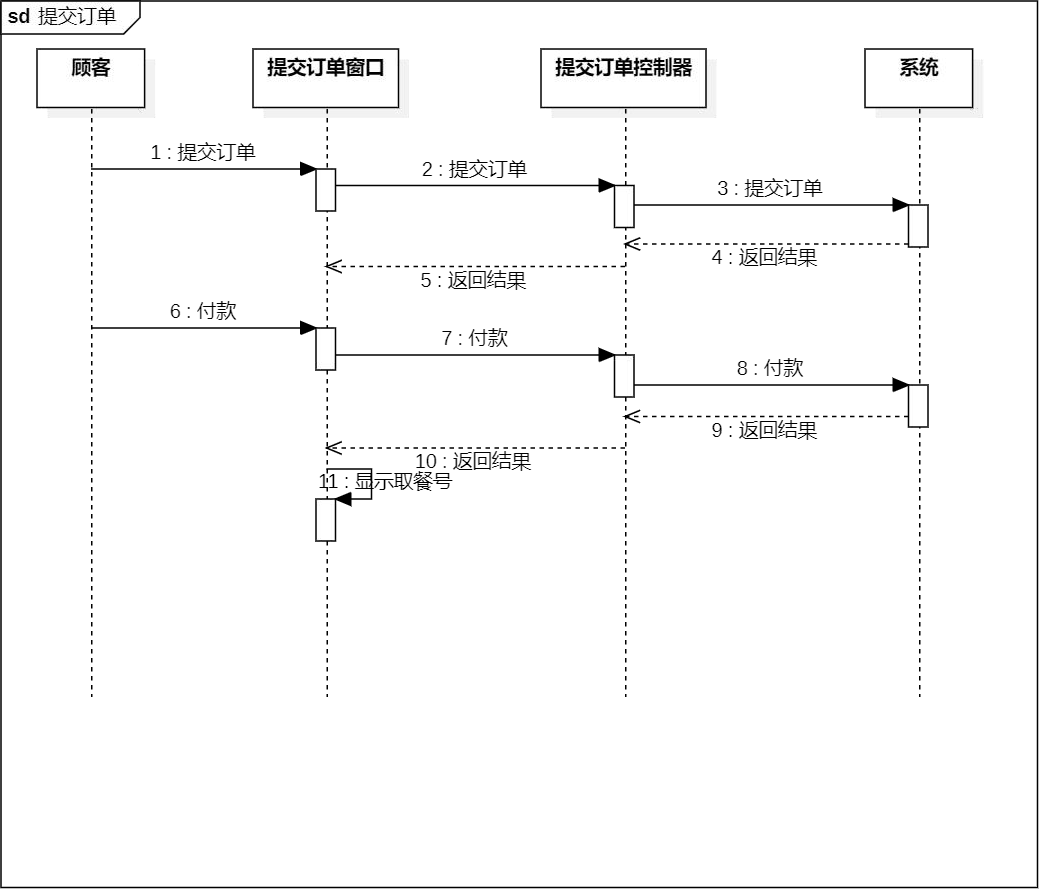 sd 提交订单
顾客
提交订单窗口
提交订单控制器
系统
1 : 提交订单
2 : 提交订单
3 : 提交订单
4 : 返回结果
5 : 返回结果
6 : 付款
7 : 付款
8 : 付款
9 : 返回结果
10 : 返回结果
11 : 显示取餐号